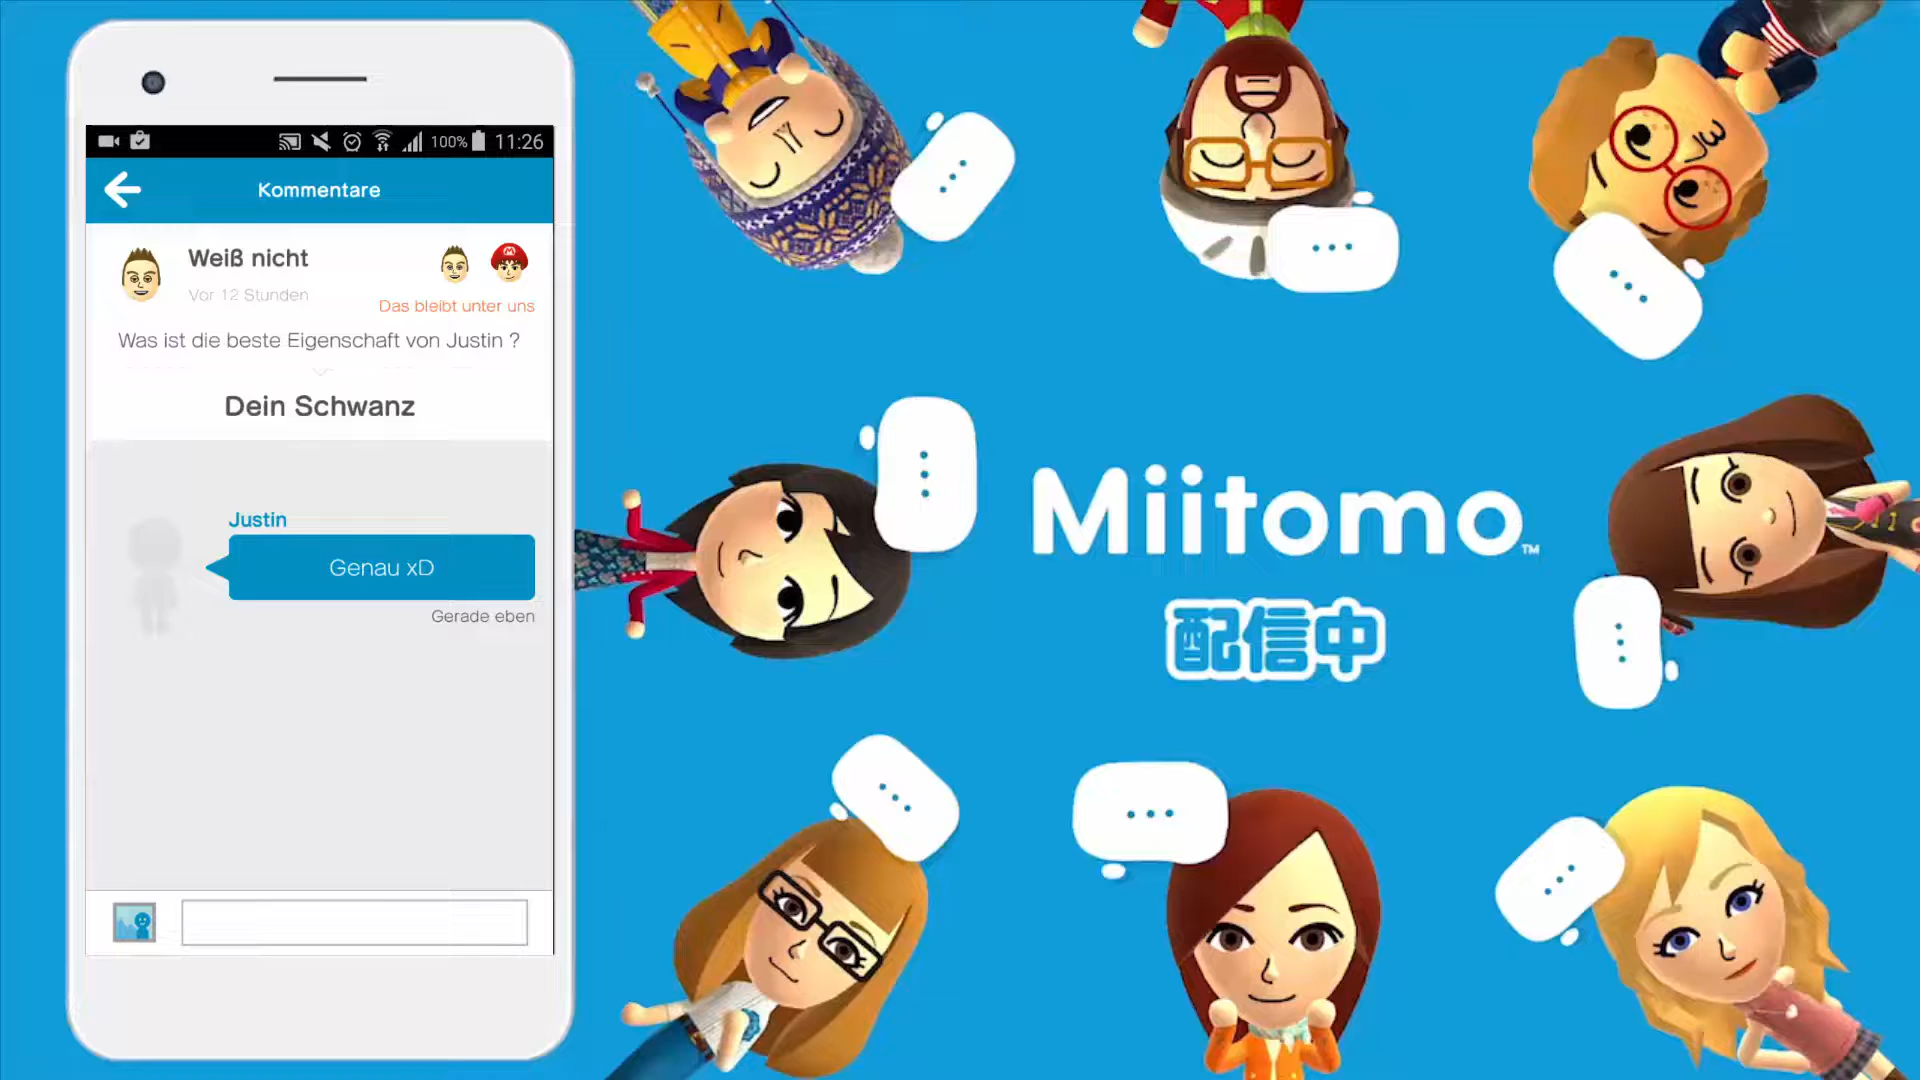 100% 11:26
Kommentare
Weiß nicht
Vor 12 Stunden
Das bleibt unter uns
Was ist die beste Eigenschaft von Justin ?
Dein Schwanz
Justin
Genau xD
Gerade eben
M
Miitomo™
配信中